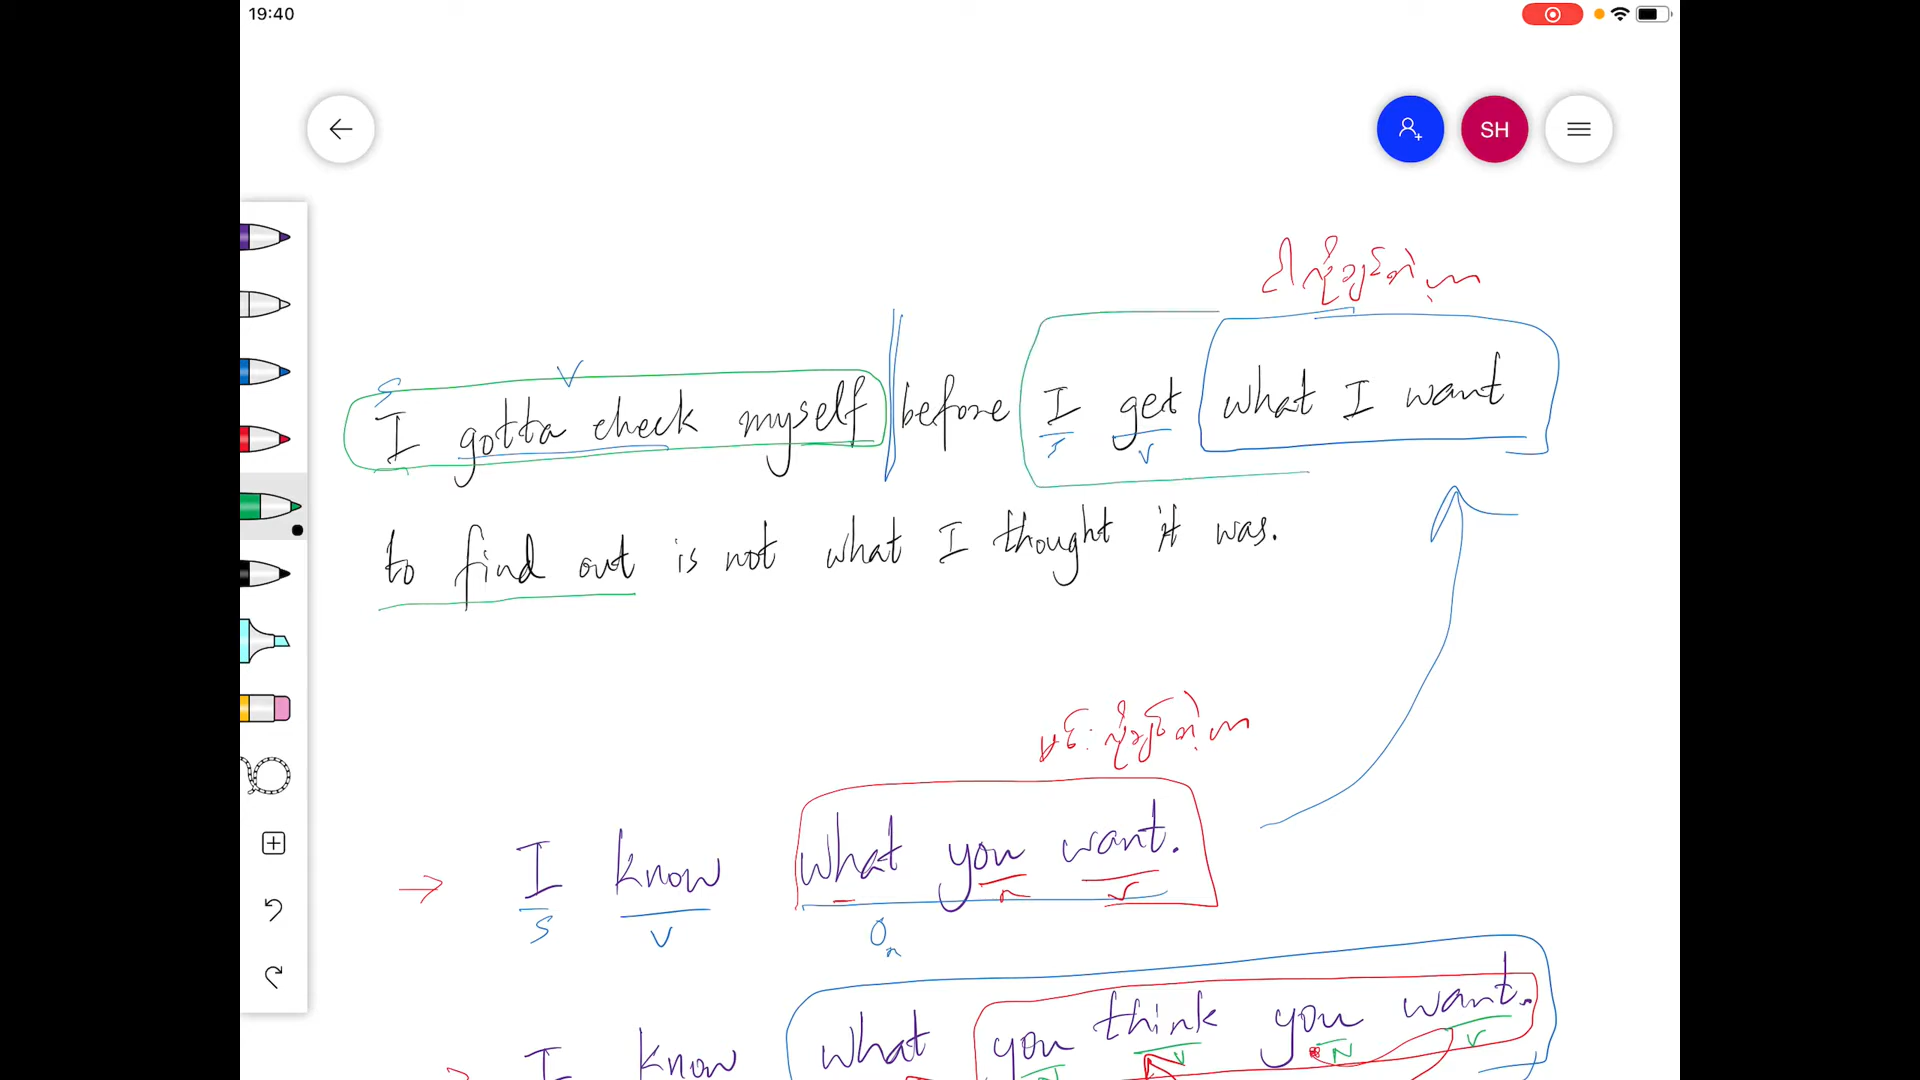 19:40
SH
S V
I gotta check myself before I get what I want
S V
to find out is not what I thought it was.
I know what you want.
S V
I know what you think you want.